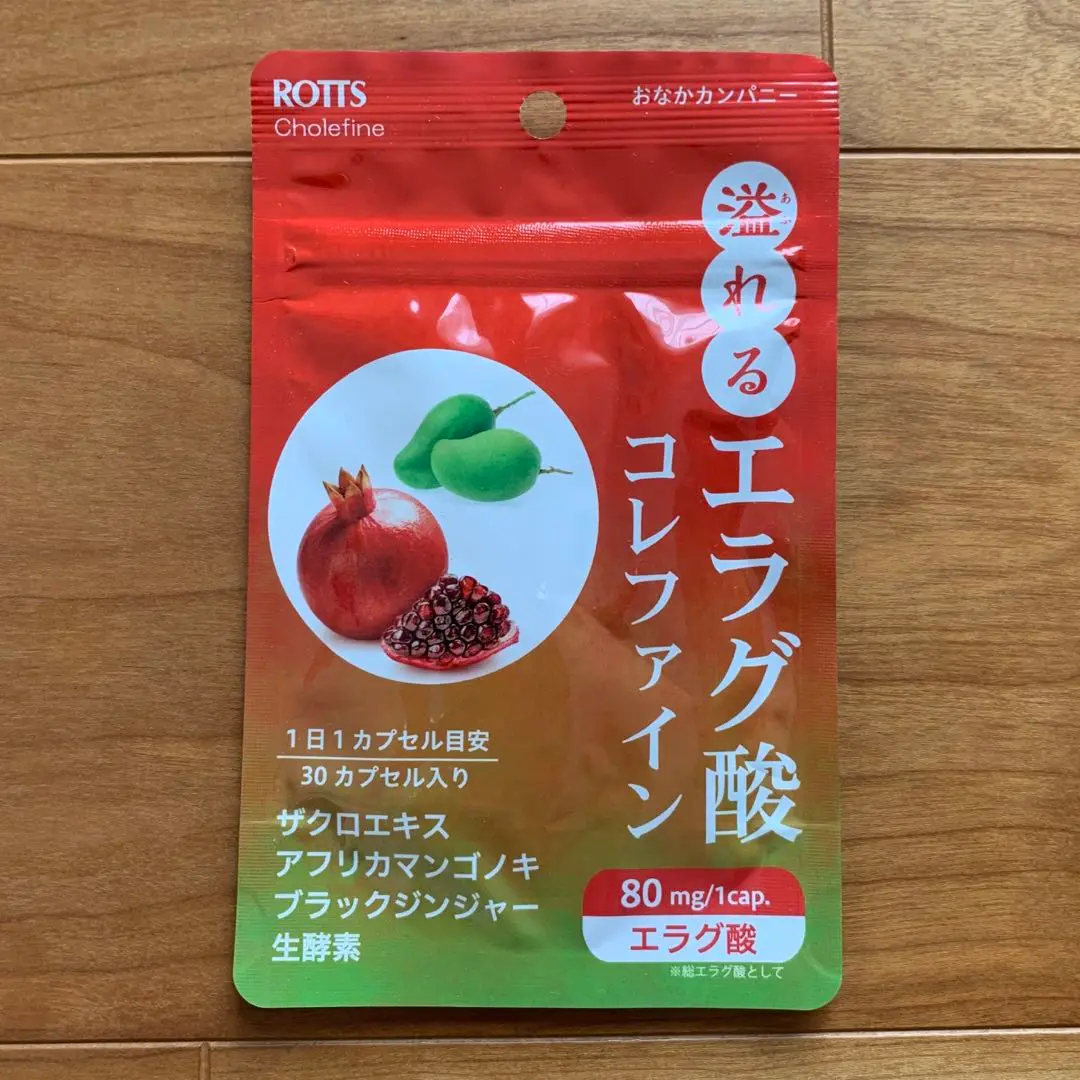 ROTTS
Cholefine
おなかカンパニー
溢れるエラグ酸
あふ
コレファイン
1日1カプセル目安
30カプセル入り
ザクロエキス
アフリカマンゴノキ
ブラックジンジャー
生酵素
80 mg/1cap.
エラグ酸
※総エラグ酸として